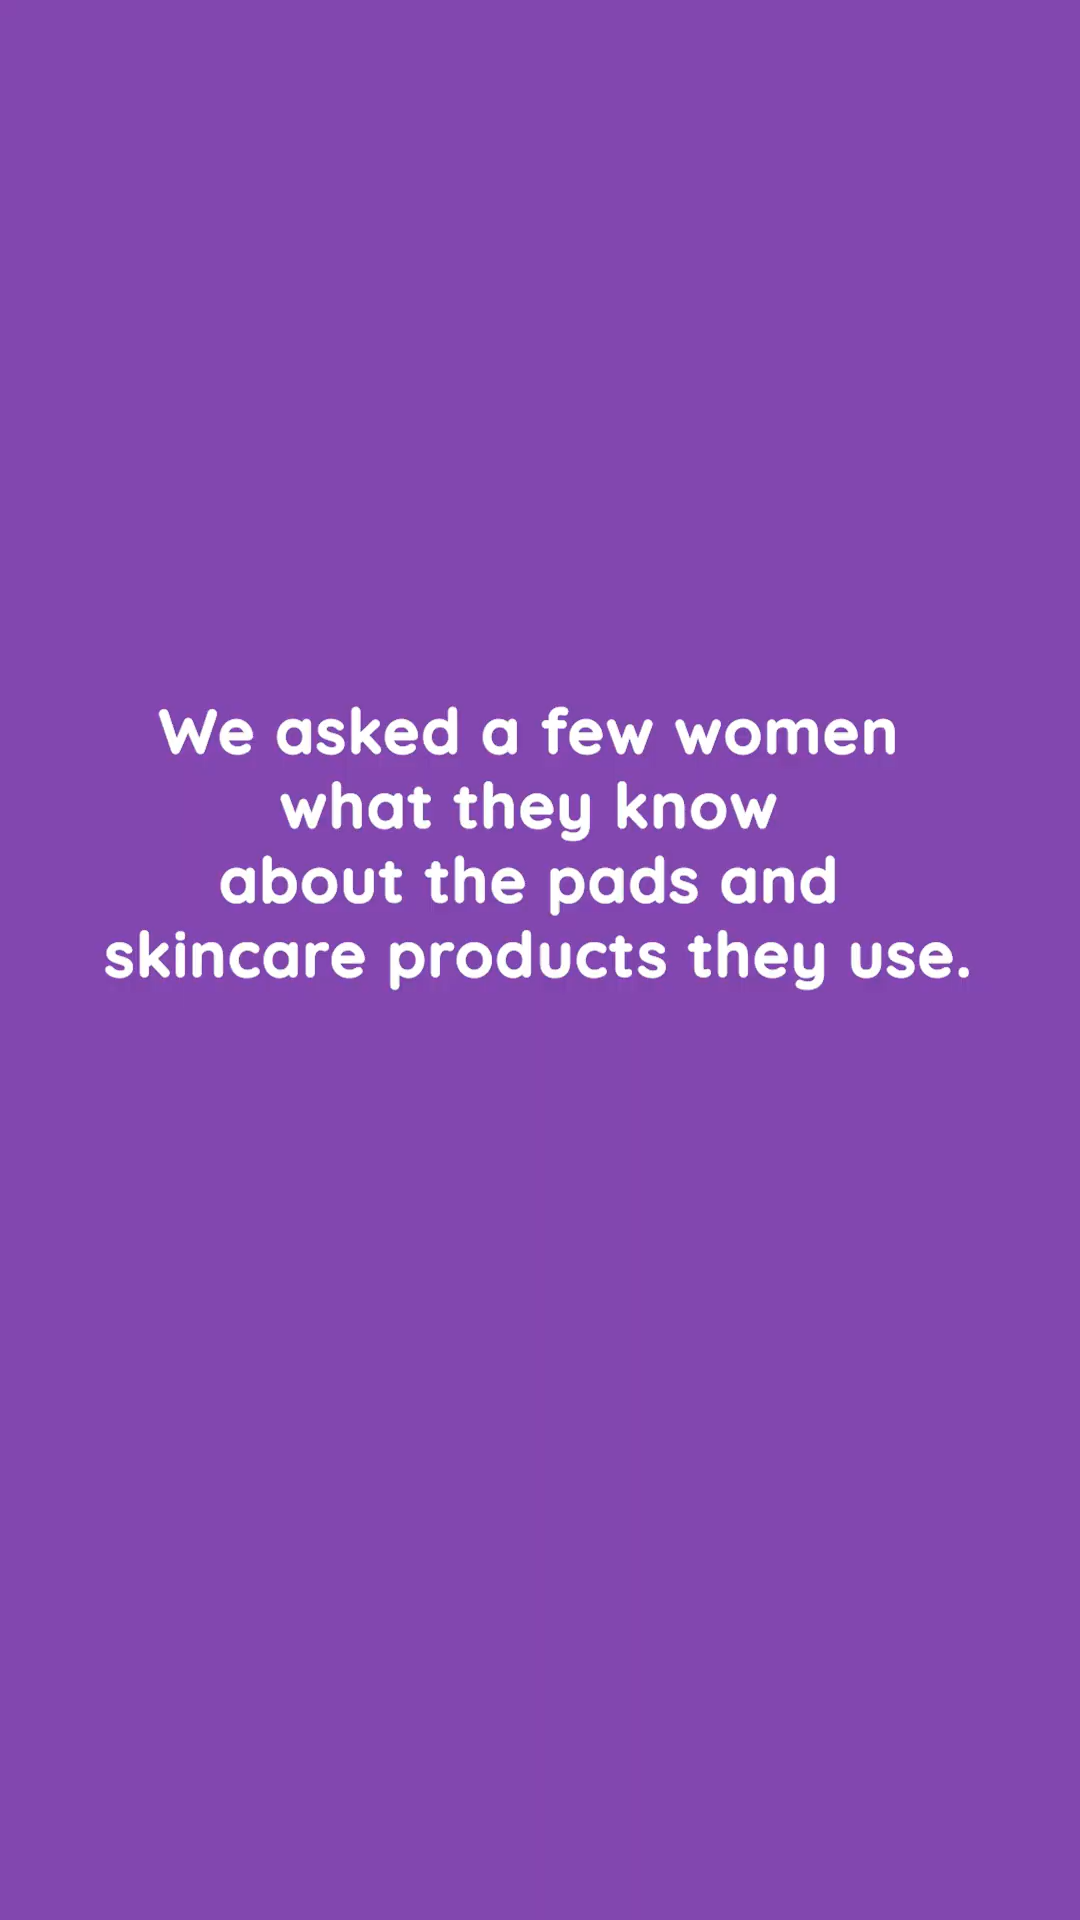 We asked a few women
what they know
about the pads and
skincare products they use.